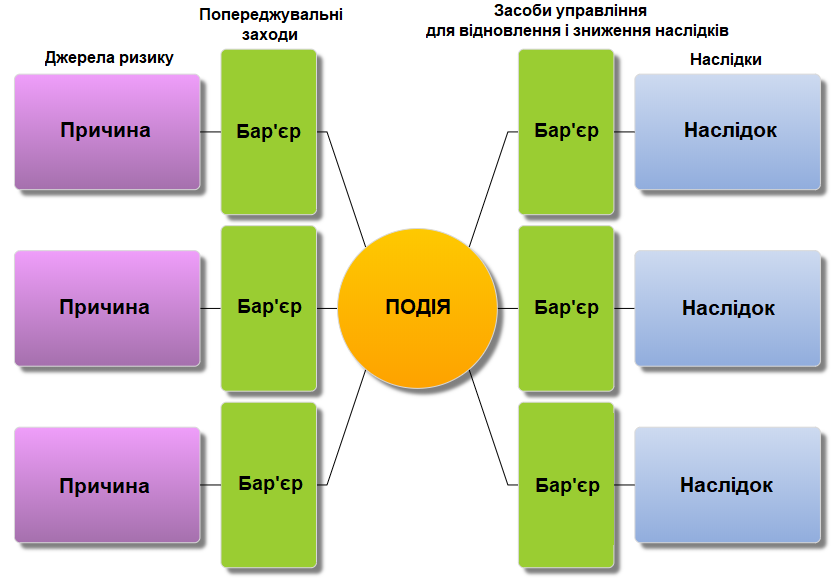 Попереджувальні
заходи
Засоби управління
для відновлення і зниження наслідків
Джерела ризику
Наслідки
Причина
Бар'єр
Бар'єр
Наслідок
Причина
Бар'єр
ПОДІЯ
Бар'єр
Наслідок
Причина
Бар'єр
Бар'єр
Наслідок